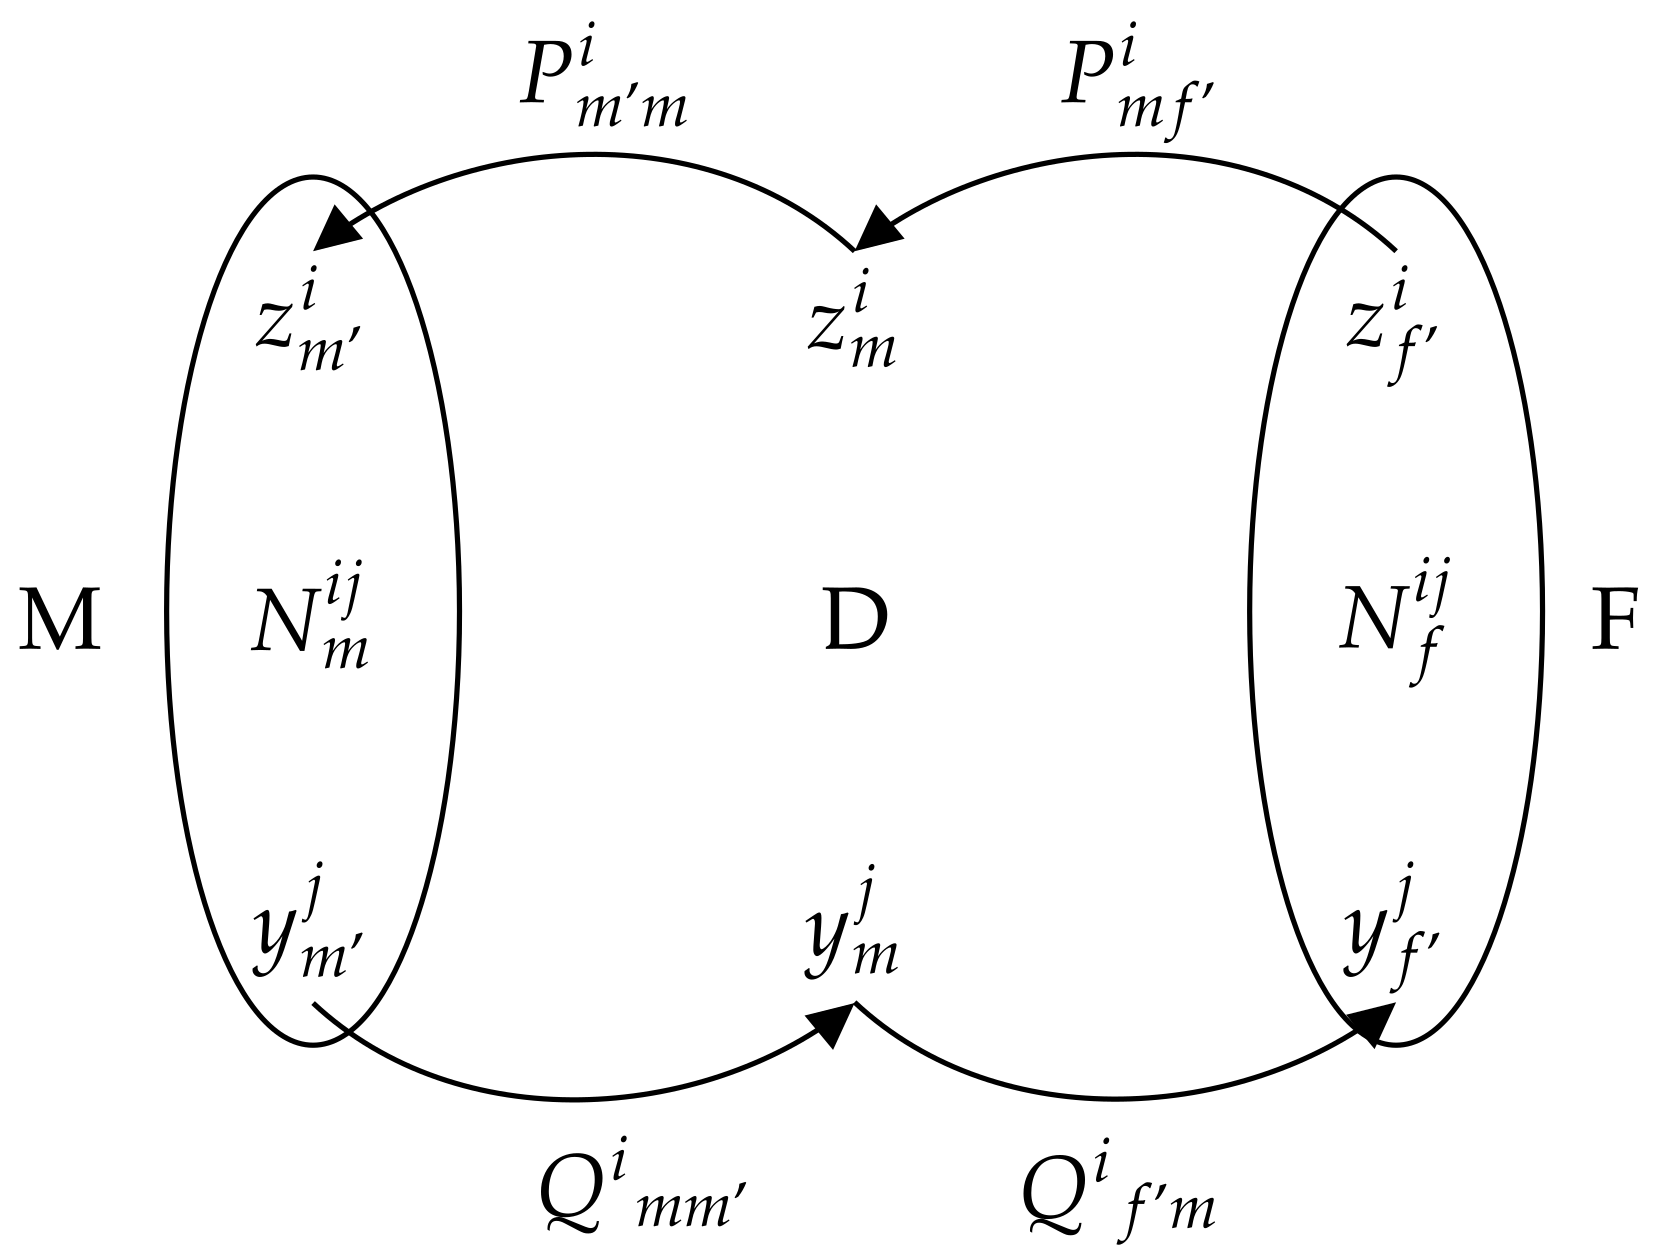 P^i_{m'm} P^i_{mf'}
z^i_{m'} z^i_m z^i_{f'}
M N^{ij}_m D N^{ij}_f F
y^j_{m'} y^j_m y^j_{f'}
Q^i_{mm'} Q^i_{f'm}